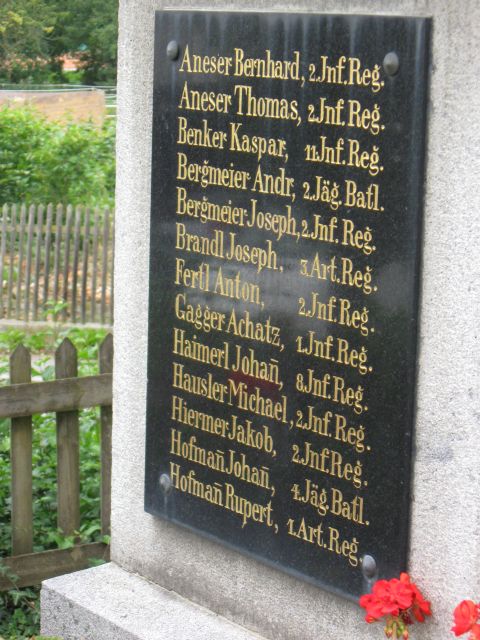 Aneser Bernhard, 2.Jnf.Reg.
Aneser Thomas, 2.Jnf.Reg.
Benker Kaspar, 11.Jnf.Reg.
Bergmeier Andr, 2.Jäg.Batl.
Bergmeier Joseph, 2.Jnf.Reg.
Brandl Joseph, 3.Art.Reg.
Fertl Anton, 2.Jnf.Reg.
Gagger Achatz, 1.Jnf.Reg.
Haimerl Johan̄, 8.Jnf.Reg.
Hausler Michael, 2.Jnf.Reg.
Hiermer Jakob, 2.Jnf.Reg.
Hofman̄ Johan̄, 4.Jäg.Batl.
Hofman̄ Rupert, 1.Art.Reg.